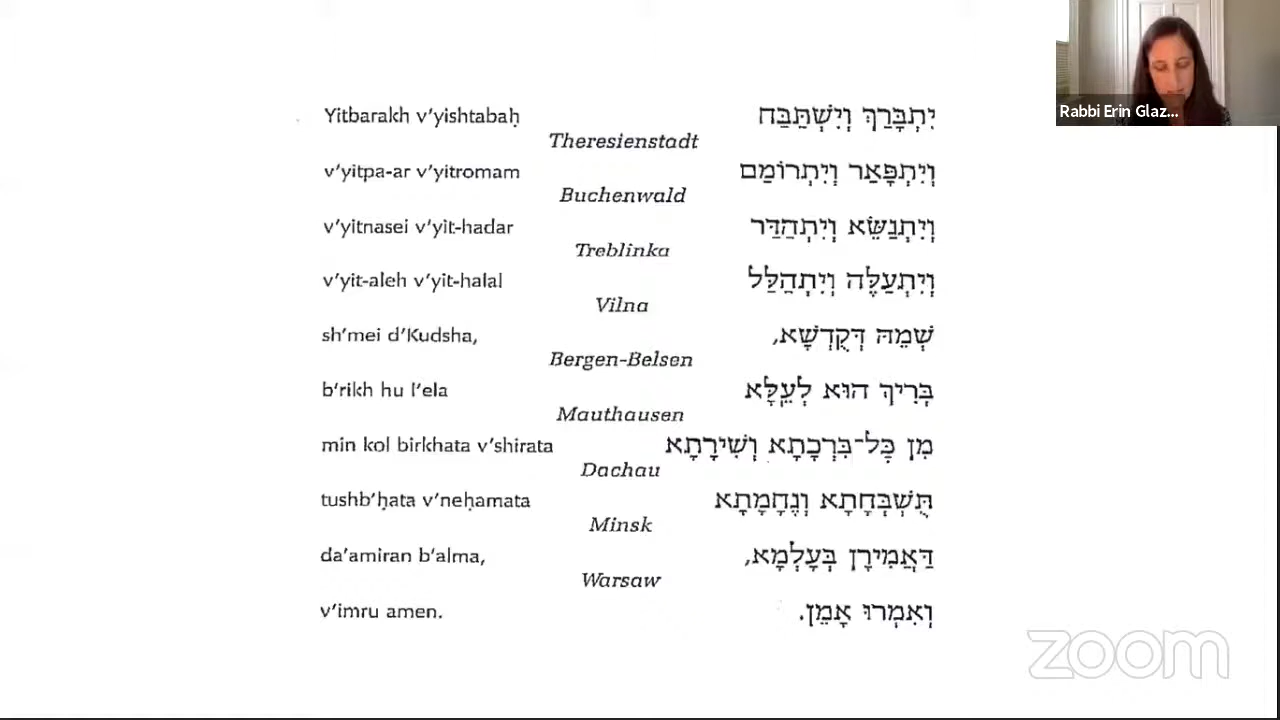 Rabbi Erin Glaz...
Yitbarakh v'yishtabaḥ
יִתְבָּרַךְ וְיִשְׁתַּבַּח
Theresienstadt
v'yitpa-ar v'yitromam
וְיִתְפָּאַר וְיִתְרוֹמַם
Buchenwald
v'yitnasei v'yit-hadar
וְיִתְנַשֵּׂא וְיִתְהַדַּר
Treblinka
v'yit-aleh v'yit-halal
וְיִתְעַלֶּה וְיִתְהַלַּל
Vilna
sh'mei d'Kudsha,
שְׁמֵהּ דְּקֻדְשָׁא,
Bergen-Belsen
b'rikh hu l'ela
בְּרִיךְ הוּא לְעֵלָּא
Mauthausen
min kol birkhata v'shirata
מִן כָּל־בִּרְכָתָא וְשִׁירָתָא
Dachau
tushb'ḥata v'neḥamata
תֻּשְׁבְּחָתָא וְנֶחָמָתָא
Minsk
da'amiran b'alma,
דַּאֲמִירָן בְּעָלְמָא,
Warsaw
v'imru amen.
וְאִמְרוּ אָמֵן.
zoom